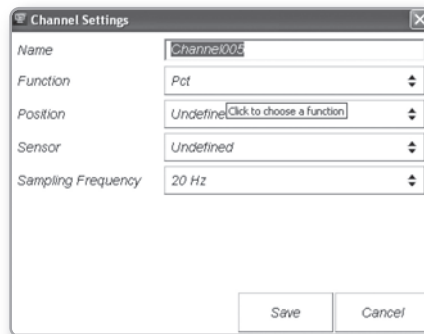 Channel Settings
Name Channel005
Function Pct
Position Undefine Click to choose a function
Sensor Undefined
Sampling Frequency 20 Hz
Save Cancel